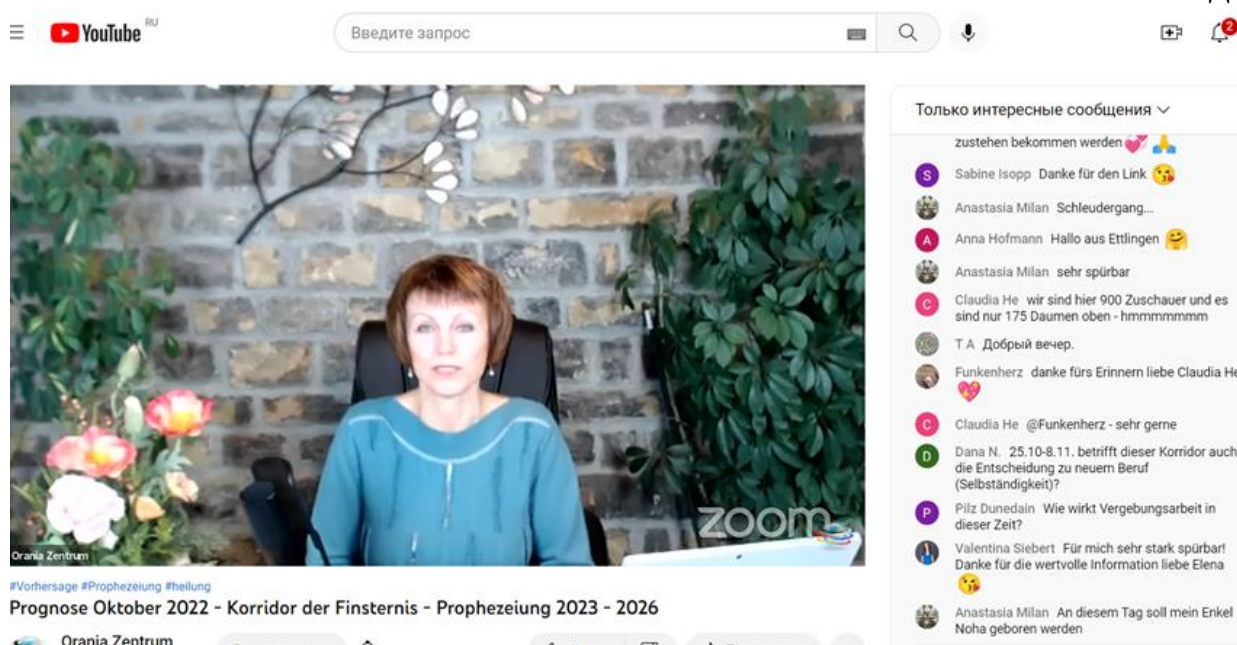 YouTube RU
Введите запрос
2
Только интересные сообщения
zustehen bekommen werden
S Sabine Isopp Danke für den Link
Anastasia Milan Schleudergang...
A Anna Hofmann Hallo aus Ettlingen
Anastasia Milan sehr spürbar
C Claudia He wir sind hier 900 Zuschauer und es
sind nur 175 Daumen oben - hmmmmmmm
T A Добрый вечер.
Funkenherz danke fürs Erinnern liebe Claudia He
C Claudia He @Funkenherz - sehr gerne
D Dana N. 25.10-8.11. betrifft dieser Korridor auch
die Entscheidung zu neuem Beruf
(Selbständigkeit)?
P Pilz Dunedain Wie wirkt Vergebungsarbeit in
dieser Zeit?
Valentina Siebert Für mich sehr stark spürbar!
Danke für die wertvolle Information liebe Elena
Anastasia Milan An diesem Tag soll mein Enkel
Noha geboren werden
zoom
Orania Zentrum
#Vorhersage #Prophezeiung #heilung
Prognose Oktober 2022 - Korridor der Finsternis - Prophezeiung 2023 - 2026
Orania Zentrum